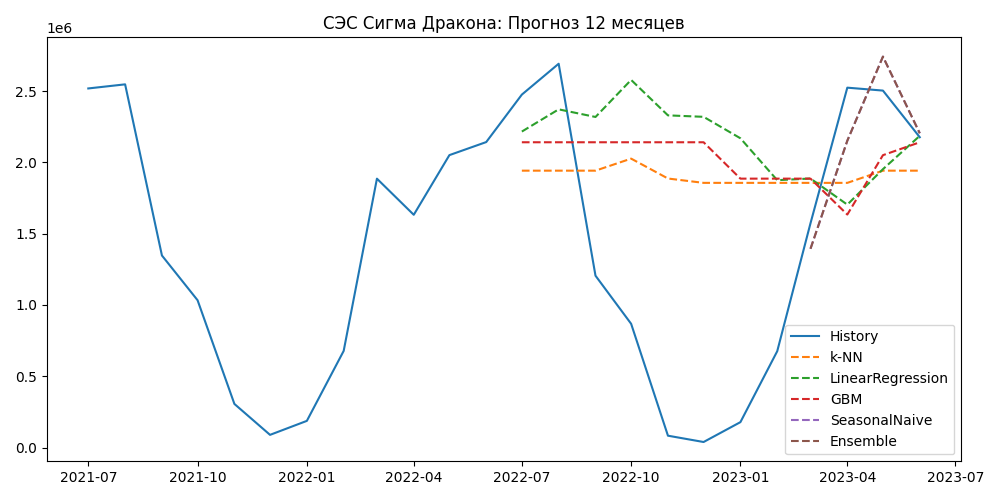 СЭС Сигма Дракона: Прогноз 12 месяцев
1e6
2.5
2.0
1.5
1.0
0.5
0.0
2021-07 2021-10 2022-01 2022-04 2022-07 2022-10 2023-01 2023-04 2023-07
History
k-NN
LinearRegression
GBM
SeasonalNaive
Ensemble